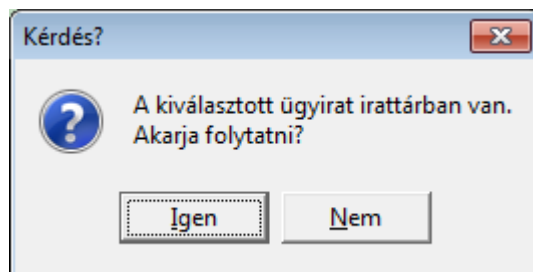 Kérdés?
A kiválasztott ügyirat irattárban van.
Akarja folytatni?
Igen
Nem